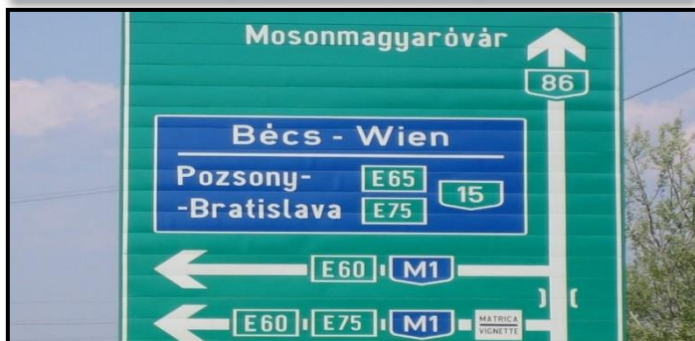 Mosonmagyaróvár
86
Bécs - Wien
Pozsony- E65
15
-Bratislava E75
E60 M1
E60 E75 M1 MATRICA
VIGNETTE